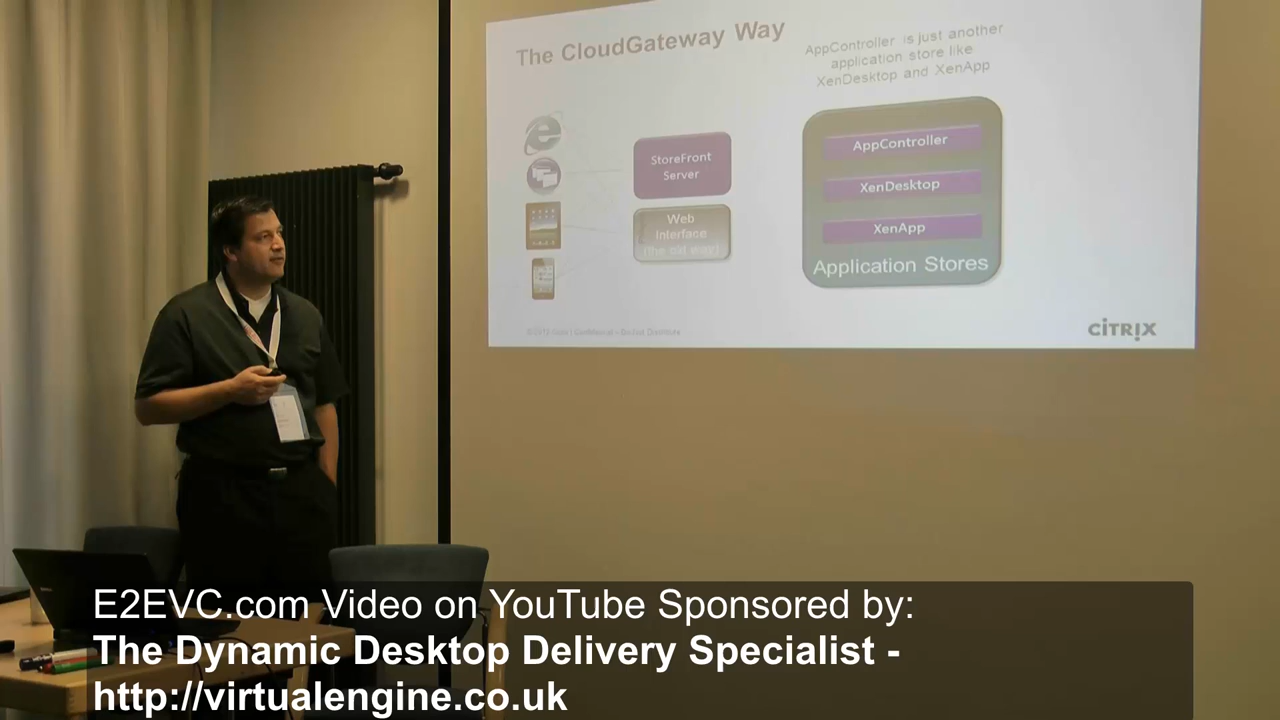 The CloudGateway Way
AppController is just another
application store like
XenDesktop and XenApp
StoreFront
Server
Web
Interface
(the old way)
AppController
XenDesktop
XenApp
Application Stores
CİTRIX
E2EVC.com Video on YouTube Sponsored by:
The Dynamic Desktop Delivery Specialist -
http://virtualengine.co.uk